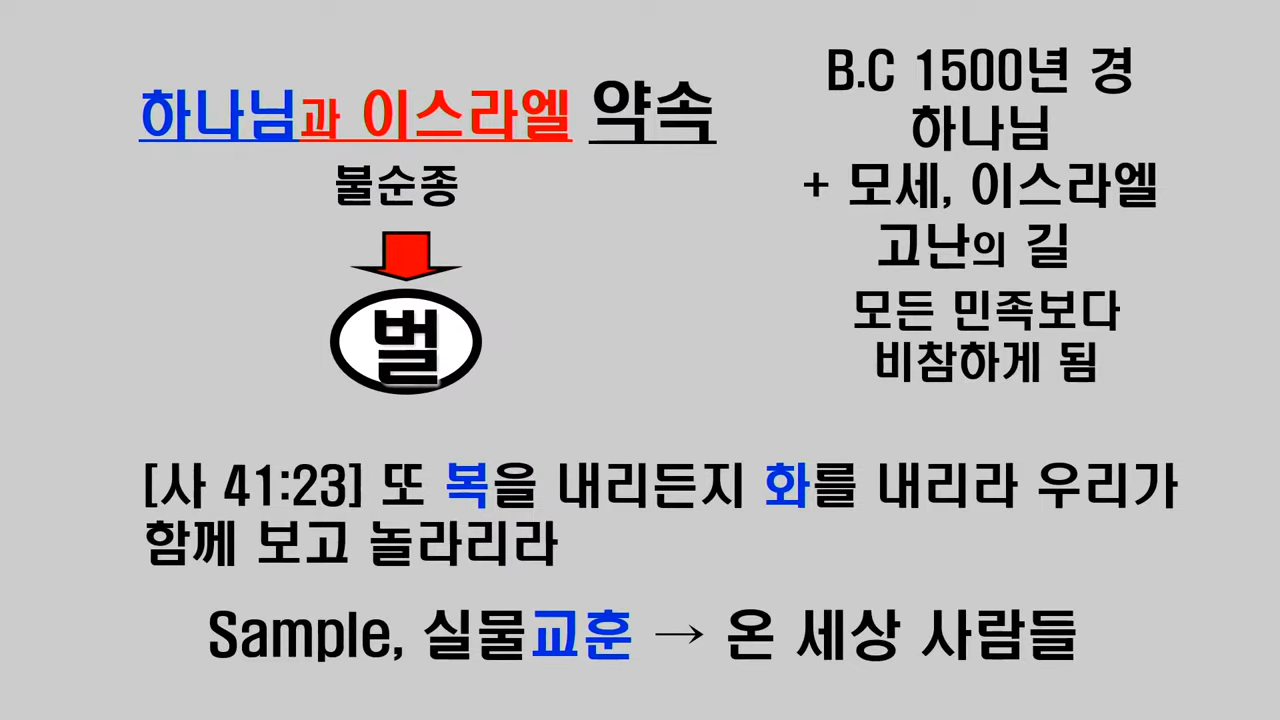 하나님과 이스라엘 약속
불순종
벌
B.C 1500년 경
하나님
+ 모세, 이스라엘
고난의 길
모든 민족보다
비참하게 됨
[사 41:23] 또 복을 내리든지 화를 내리라 우리가
함께 보고 놀라리라
Sample, 실물교훈 → 온 세상 사람들